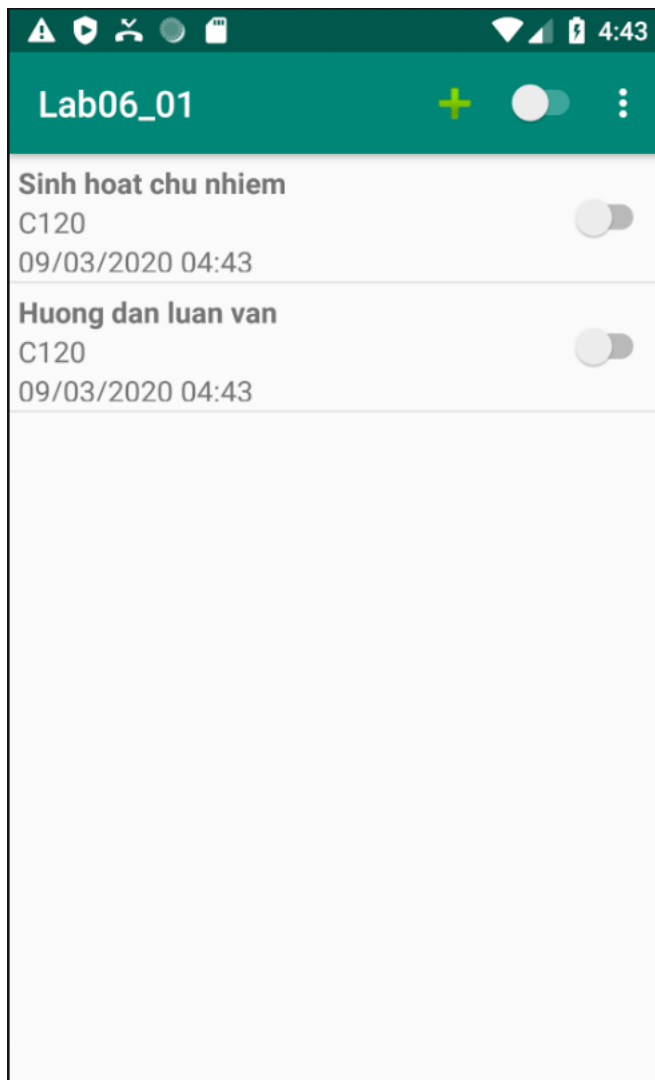 4:43
Lab06_01
Sinh hoat chu nhiem
C120
09/03/2020 04:43
Huong dan luan van
C120
09/03/2020 04:43